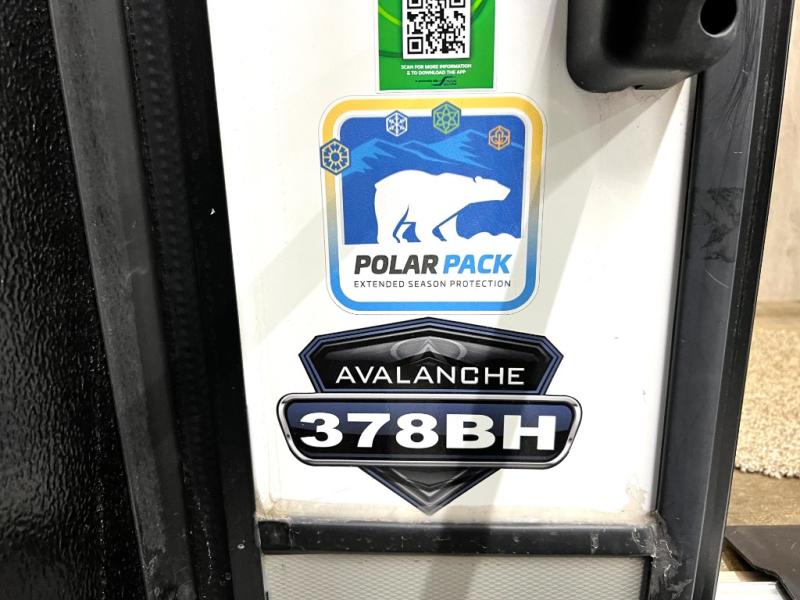 SCAN FOR MORE INFORMATION
& TO DOWNLOAD THE APP
POLAR PACK
EXTENDED SEASON PROTECTION
AVALANCHE
378BH